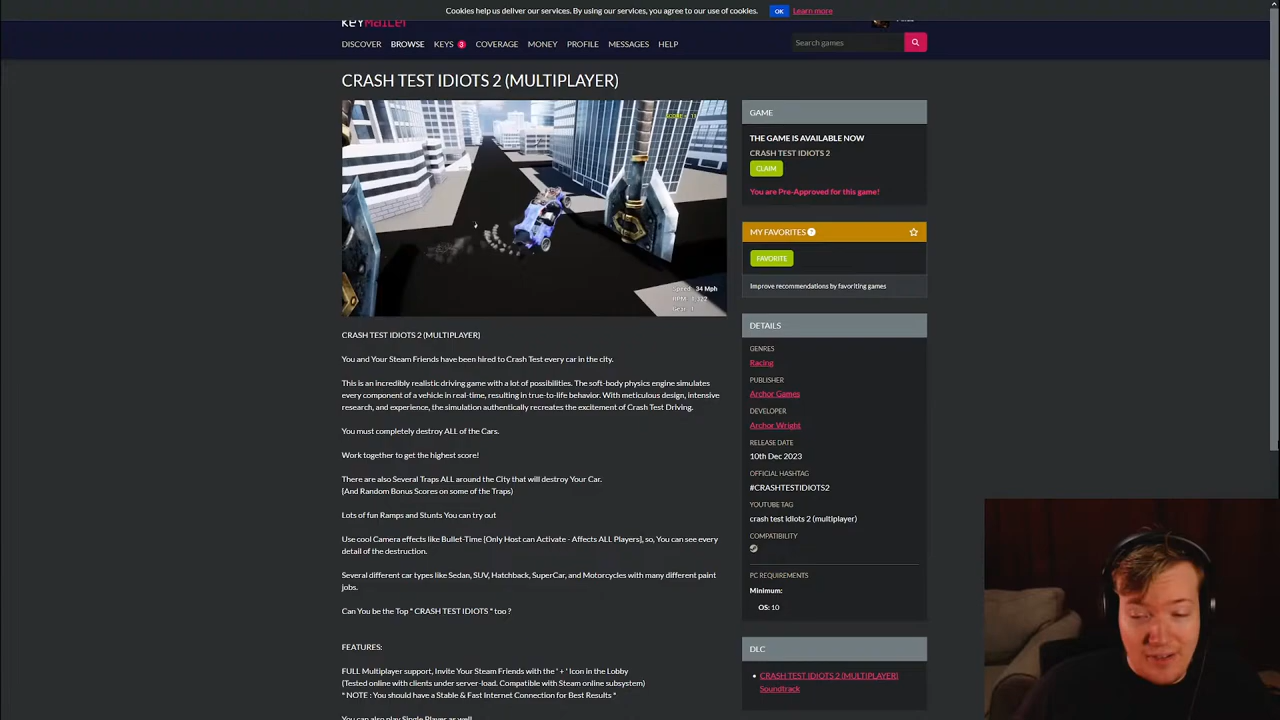 Cookies help us deliver our services. By using our services, you agree to our use of cookies. OK Learn more
KEYMAILER
DISCOVER BROWSE KEYS 3 COVERAGE MONEY PROFILE MESSAGES HELP Search games
CRASH TEST IDIOTS 2 (MULTIPLAYER)
Speed: 34 Mph
Gear: 1
CRASH TEST IDIOTS 2 (MULTIPLAYER)
You and Your Steam Friends have been hired to Crash Test every car in the city.
This is an incredibly realistic driving game with a lot of possibilities. The soft-body physics engine simulates
every component of a vehicle in real-time, resulting in true-to-life behavior. With meticulous design, intensive
research, and experience, the simulation authentically recreates the excitement of Crash Test Driving.
You must completely destroy ALL of the Cars.
Work together to get the highest score!
There are also Several Traps ALL around the City that will destroy Your Car.
{And Random Bonus Scores on some of the Traps)
Lots of fun Ramps and Stunts You can try out
Use cool Camera effects like Bullet-Time {Only Host can Activate - Affects ALL Players}, so, You can see every
detail of the destruction.
Several different car types like Sedan, SUV, Hatchback, SuperCar, and Motorcycles with many different paint
jobs.
Can You be the Top * CRASH TEST IDIOTS * too ?
FEATURES:
FULL Multiplayer support, Invite Your Steam Friends with the ' + ' Icon in the Lobby
(Tested online with clients under server-load. Compatible with Steam online subsystem)
* NOTE : You should have a Stable & Fast Internet Connection for Best Results *
You can also play Single Player as well
GAME
THE GAME IS AVAILABLE NOW
CRASH TEST IDIOTS 2
CLAIM
You are Pre-Approved for this game!
MY FAVORITES ?
FAVORITE
Improve recommendations by favoriting games
DETAILS
GENRES
Racing
PUBLISHER
Archor Games
DEVELOPER
Archor Wright
RELEASE DATE
10th Dec 2023
OFFICIAL HASHTAG
#CRASHTESTIDIOTS2
YOUTUBE TAG
crash test idiots 2 (multiplayer)
COMPATIBILITY
PC REQUIREMENTS
Minimum:
OS: 10
DLC
CRASH TEST IDIOTS 2 (MULTIPLAYER)
Soundtrack